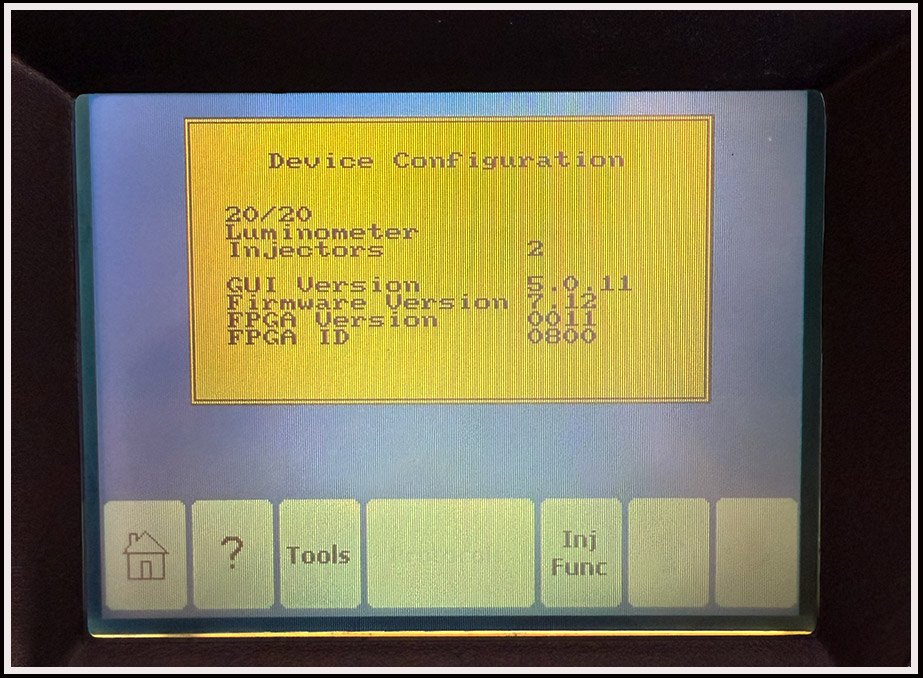 Device Configuration
20/20
Luminometer
Injectors 2
GUI Version 5.0.11
Firmware Version 7.12
FPGA Version 0011
FPGA ID 0800
?
Tools
Inj
Func